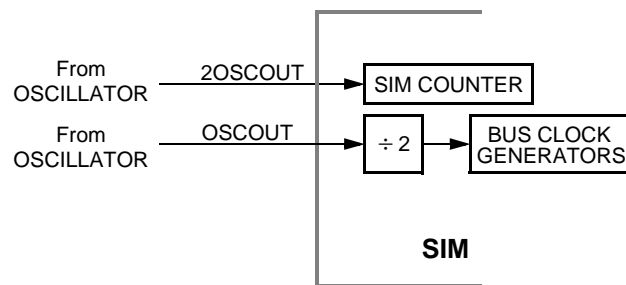 From
OSCILLATOR
2OSCOUT
SIM COUNTER
From
OSCILLATOR
OSCOUT
÷ 2
BUS CLOCK
GENERATORS
SIM